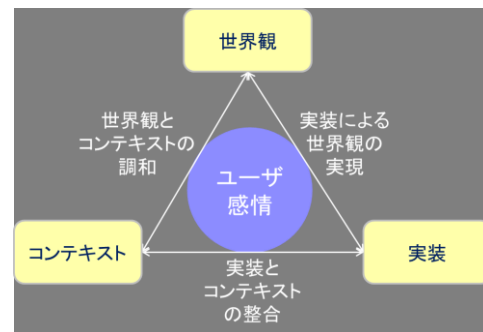 世界観
世界観と
コンテキストの
調和
実装による
世界観の
実現
ユーザ
感情
コンテキスト
実装
実装と
コンテキスト
の整合